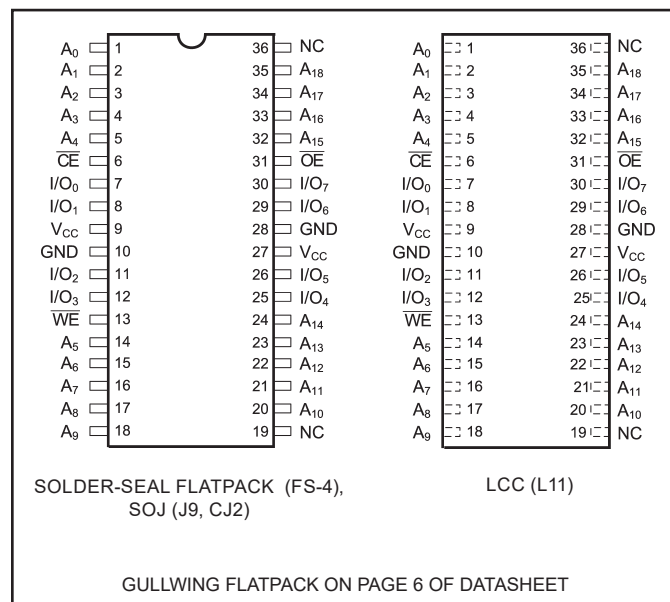 A0 1 36 NC A0 1 36 NC
A1 2 35 A18 A1 2 35 A18
A2 3 34 A17 A2 3 34 A17
A3 4 33 A16 A3 4 33 A16
A4 5 32 A15 A4 5 32 A15
CE 6 31 OE CE 6 31 OE
I/O0 7 30 I/O7 I/O0 7 30 I/O7
I/O1 8 29 I/O6 I/O1 8 29 I/O6
VCC 9 28 GND VCC 9 28 GND
GND 10 27 VCC GND 10 27 VCC
I/O2 11 26 I/O5 I/O2 11 26 I/O5
I/O3 12 25 I/O4 I/O3 12 25 I/O4
WE 13 24 A14 WE 13 24 A14
A5 14 23 A13 A5 14 23 A13
A6 15 22 A12 A6 15 22 A12
A7 16 21 A11 A7 16 21 A11
A8 17 20 A10 A8 17 20 A10
A9 18 19 NC A9 18 19 NC
SOLDER-SEAL FLATPACK (FS-4),
SOJ (J9, CJ2)
LCC (L11)
GULLWING FLATPACK ON PAGE 6 OF DATASHEET